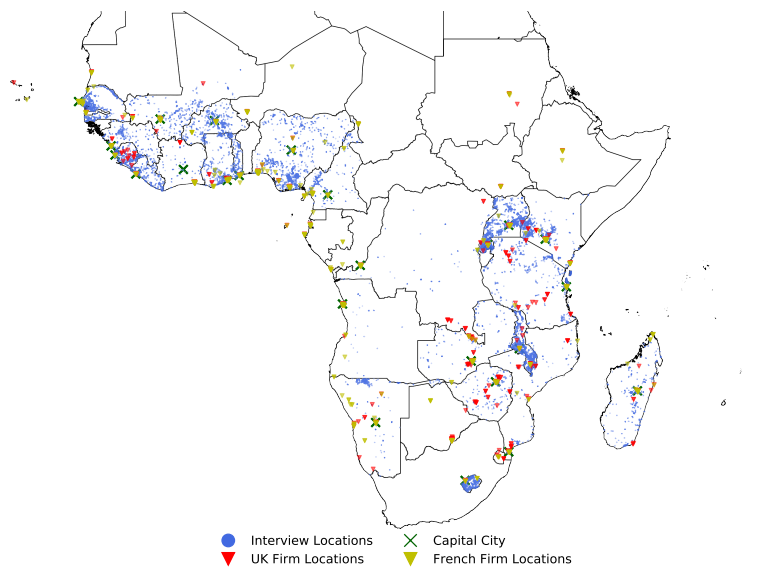 Interview Locations
Capital City
UK Firm Locations
French Firm Locations